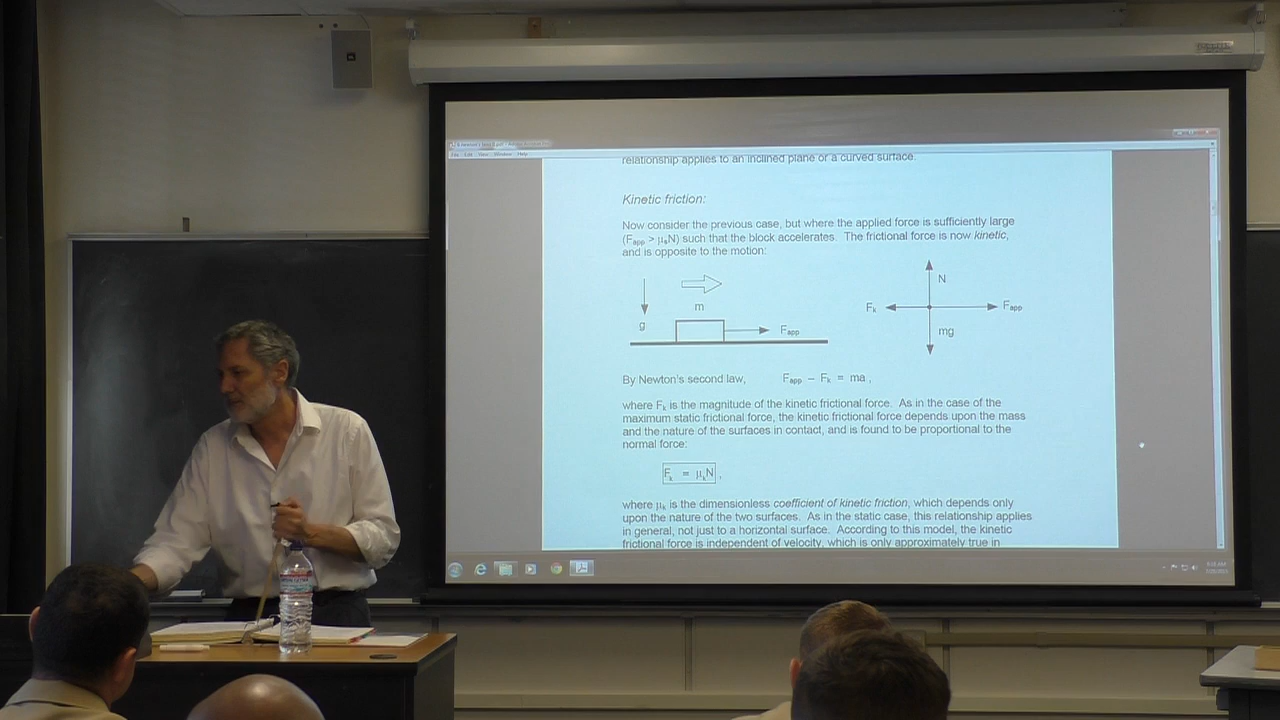 File Edit View Window Help
relationship applies to an inclined plane or a curved surface.
Kinetic friction:
Now consider the previous case, but where the applied force is sufficiently large
(Fapp > μsN) such that the block accelerates. The frictional force is now kinetic,
and is opposite to the motion:
N
m
Fk
Fapp
g
Fapp
mg
By Newton's second law, Fapp – Fk = ma ,
where Fk is the magnitude of the kinetic frictional force. As in the case of the
maximum static frictional force, the kinetic frictional force depends upon the mass
and the nature of the surfaces in contact, and is found to be proportional to the
normal force:
Fk = μkN ,
where μk is the dimensionless coefficient of kinetic friction, which depends only
upon the nature of the two surfaces. As in the static case, this relationship applies
in general, not just to a horizontal surface. According to this model, the kinetic
frictional force is independent of velocity, which is only approximately true in